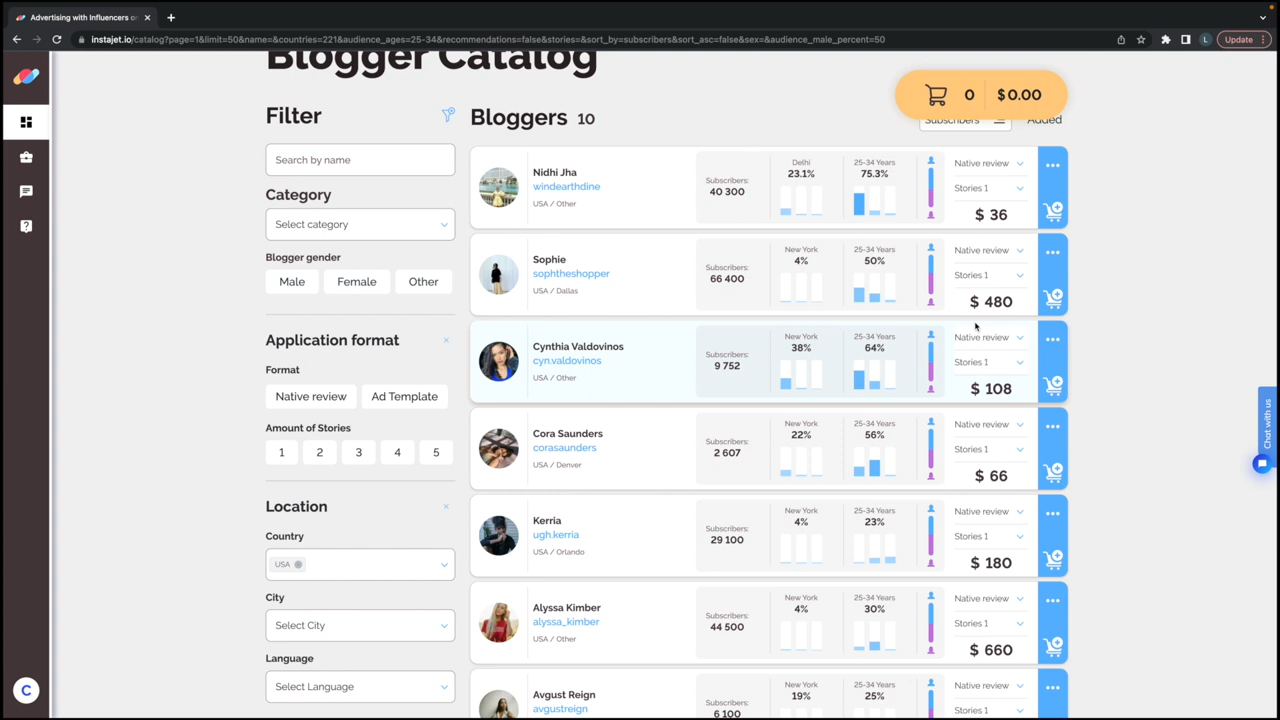 Advertising with Influencers o
instajet.io/catalog?page=1&limit=50&name=&countries=221&audience_ages=25-34&recommendations=false&stories=&sort_by=subscribers&sort_asc=false&sex=&audience_male_percent=50
L
Update
Blogger Catalog
0 $0.00
Filter
Bloggers 10
Subscribers
Added
Search by name
Category
Select category
Blogger gender
Male Female Other
Application format
Format
Native review Ad Template
Amount of Stories
1 2 3 4 5
Location
Country
USA
City
Select City
Language
Select Language
Nidhi Jha
windearthdine
USA / Other
Subscribers:
40 300
Delhi
23.1%
25-34 Years
75.3%
Native review
Stories 1
$ 36
Sophie
sophtheshopper
USA / Dallas
Subscribers:
66 400
New York
4%
25-34 Years
50%
Native review
Stories 1
$ 480
Cynthia Valdovinos
cyn.valdovinos
USA / Other
Subscribers:
9 752
New York
38%
25-34 Years
64%
Native review
Stories 1
$ 108
Cora Saunders
corasaunders
USA / Denver
Subscribers:
2 607
New York
22%
25-34 Years
56%
Native review
Stories 1
$ 66
Kerria
ugh.kerria
USA / Orlando
Subscribers:
29 100
New York
4%
25-34 Years
23%
Native review
Stories 1
$ 180
Alyssa Kimber
alyssa_kimber
USA / Other
Subscribers:
44 500
New York
4%
25-34 Years
30%
Native review
Stories 1
$ 660
Avgust Reign
avgustreign
Subscribers:
6 100
New York
19%
25-34 Years
25%
Native review
Stories 1
Chat with us
C